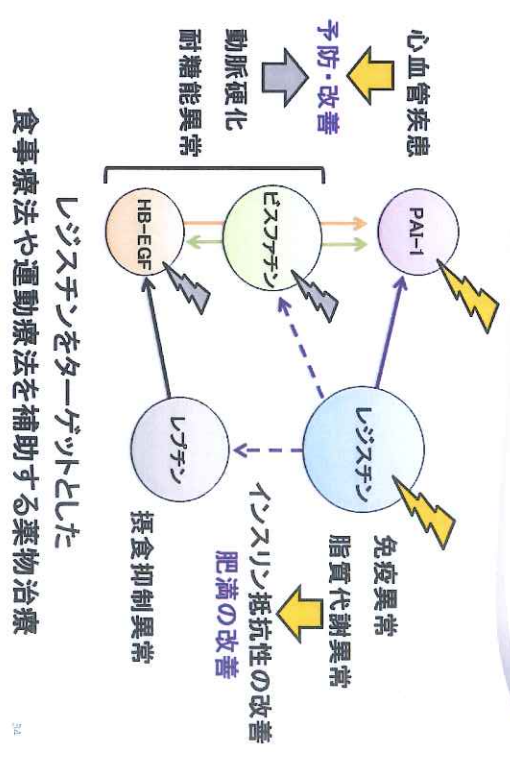 心血管疾患
予防・改善
動脈硬化
耐糖能異常
PAI-1
ビスファチン
HB-EGF
レジスチン
レプチン
免疫異常
脂質代謝異常
インスリン抵抗性の改善
肥満の改善
摂食抑制異常
レジスチンをターゲットとした
食事療法や運動療法を補助する薬物治療
34